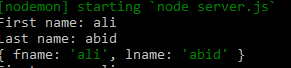 [nodemon] starting `node server.js`
First name: ali
Last name: abid
{ fname: 'ali', lname: 'abid' }